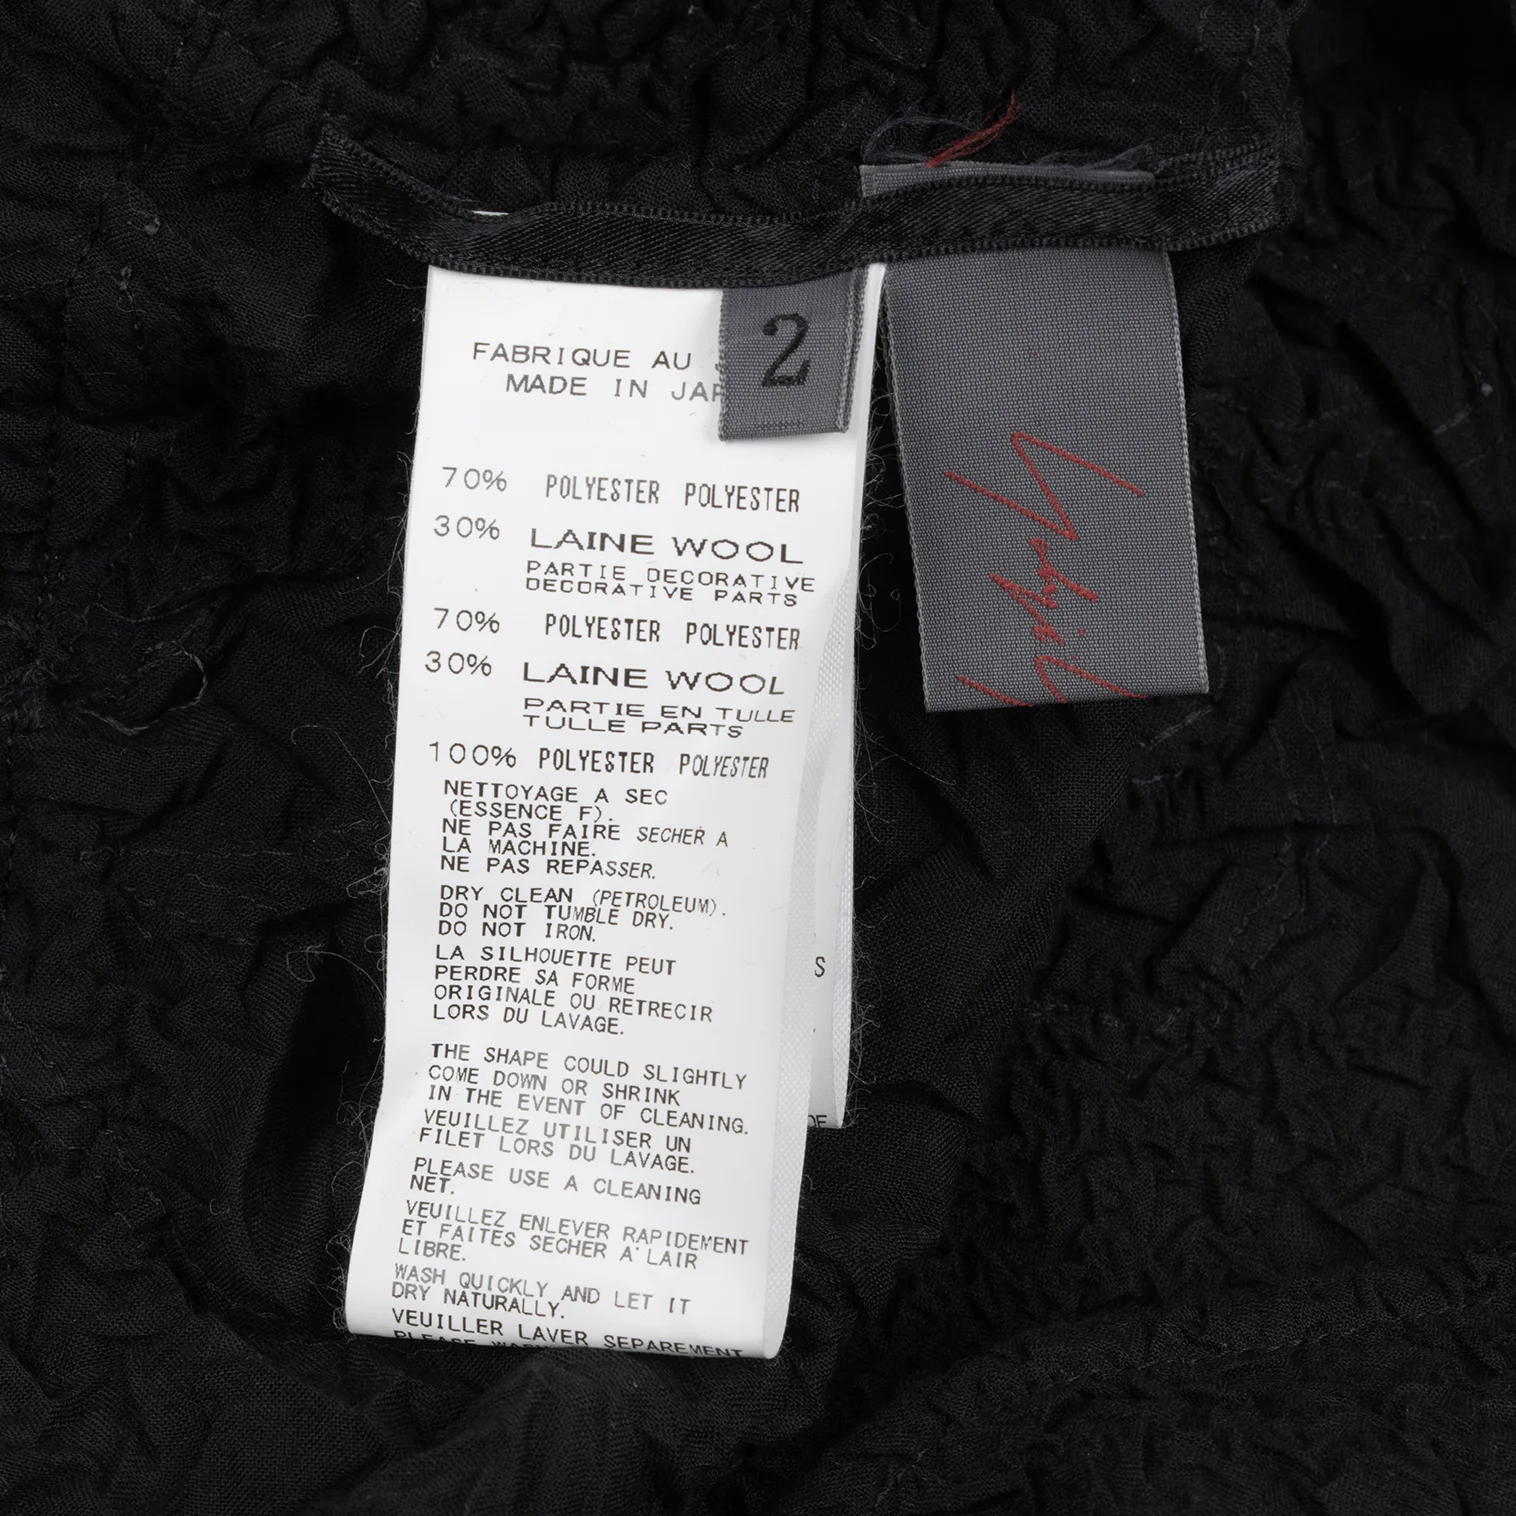 2
FABRIQUE AU
MADE IN JAP
70% POLYESTER POLYESTER
30% LAINE WOOL
PARTIE DECORATIVE
DECORATIVE PARTS
70% POLYESTER POLYESTER
30% LAINE WOOL
PARTIE EN TULLE
TULLE PARTS
100% POLYESTER POLYESTER
NETTOYAGE A SEC
(ESSENCE F).
NE PAS FAIRE SECHER A
LA MACHINE.
NE PAS REPASSER.
DRY CLEAN (PETROLEUM).
DO NOT TUMBLE DRY.
DO NOT IRON.
LA SILHOUETTE PEUT
PERDRE SA FORME
ORIGINALE OU RETRECIR
LORS DU LAVAGE.
THE SHAPE COULD SLIGHTLY
COME DOWN OR SHRINK
IN THE EVENT OF CLEANING.
VEUILLEZ UTILISER UN
FILET LORS DU LAVAGE.
PLEASE USE A CLEANING
NET.
VEUILLEZ ENLEVER RAPIDEMENT
ET FAITES SECHER A' LAIR
LIBRE.
WASH QUICKLY AND LET IT
DRY NATURALLY.
VEUILLER LAVER SEPAREMENT
PLEASE WASH